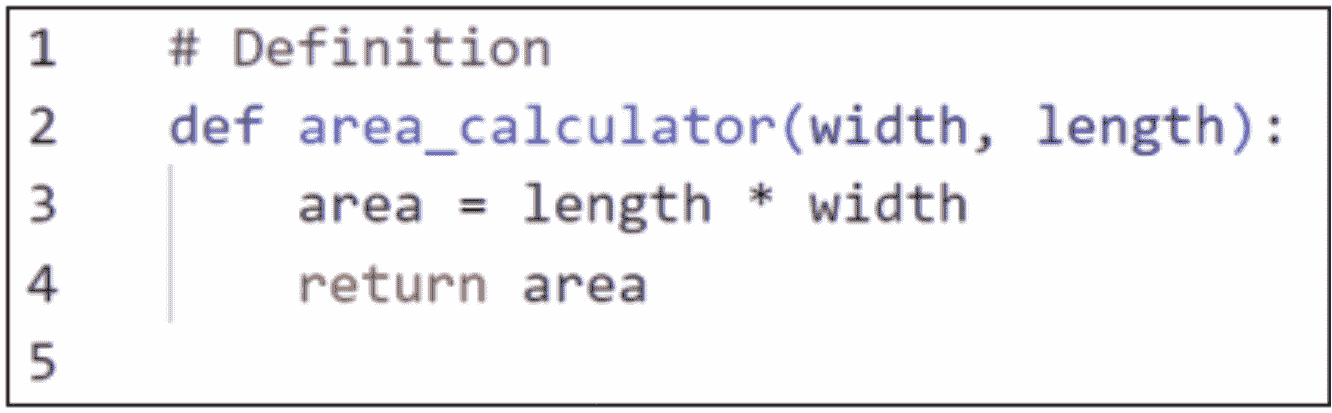 1 # Definition
2 def area_calculator(width, length):
3     area = length * width
4     return area
5